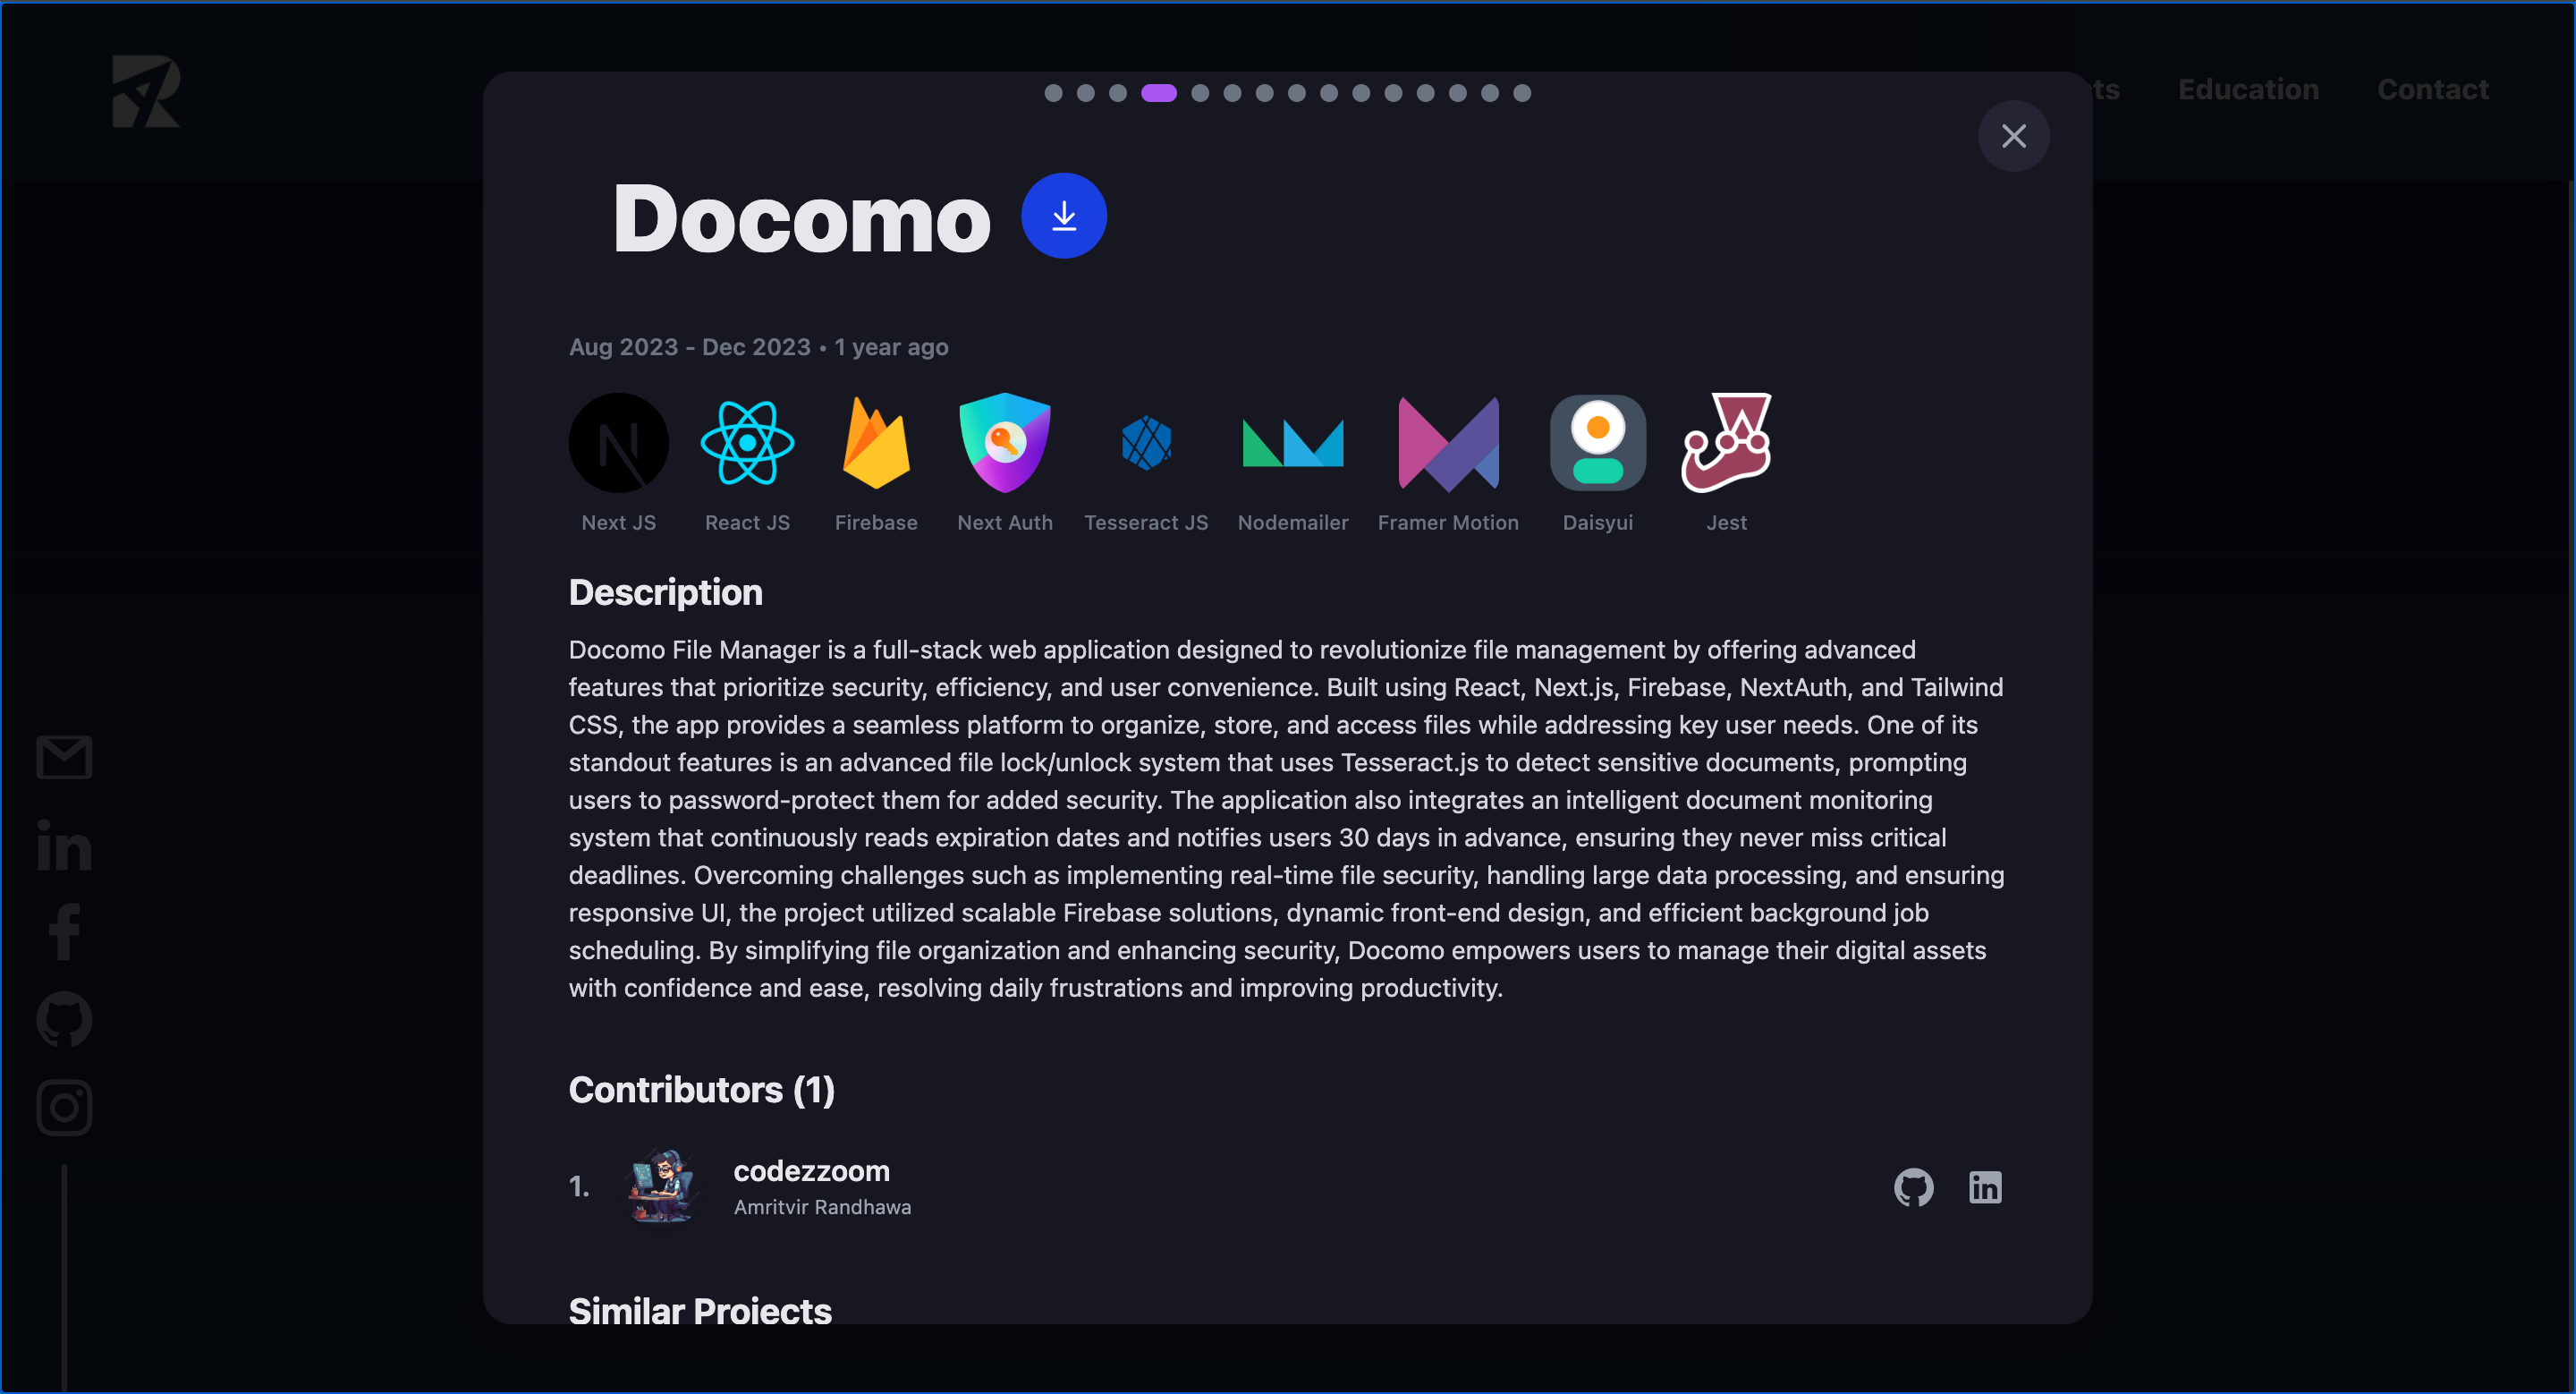 ts Education Contact
Docomo
Aug 2023 - Dec 2023 • 1 year ago
Next JS React JS Firebase Next Auth Tesseract JS Nodemailer Framer Motion Daisyui Jest
Description
Docomo File Manager is a full-stack web application designed to revolutionize file management by offering advanced
features that prioritize security, efficiency, and user convenience. Built using React, Next.js, Firebase, NextAuth, and Tailwind
CSS, the app provides a seamless platform to organize, store, and access files while addressing key user needs. One of its
standout features is an advanced file lock/unlock system that uses Tesseract.js to detect sensitive documents, prompting
users to password-protect them for added security. The application also integrates an intelligent document monitoring
system that continuously reads expiration dates and notifies users 30 days in advance, ensuring they never miss critical
deadlines. Overcoming challenges such as implementing real-time file security, handling large data processing, and ensuring
responsive UI, the project utilized scalable Firebase solutions, dynamic front-end design, and efficient background job
scheduling. By simplifying file organization and enhancing security, Docomo empowers users to manage their digital assets
with confidence and ease, resolving daily frustrations and improving productivity.
Contributors (1)
1. codezzoom
Amritvir Randhawa
Similar Projects